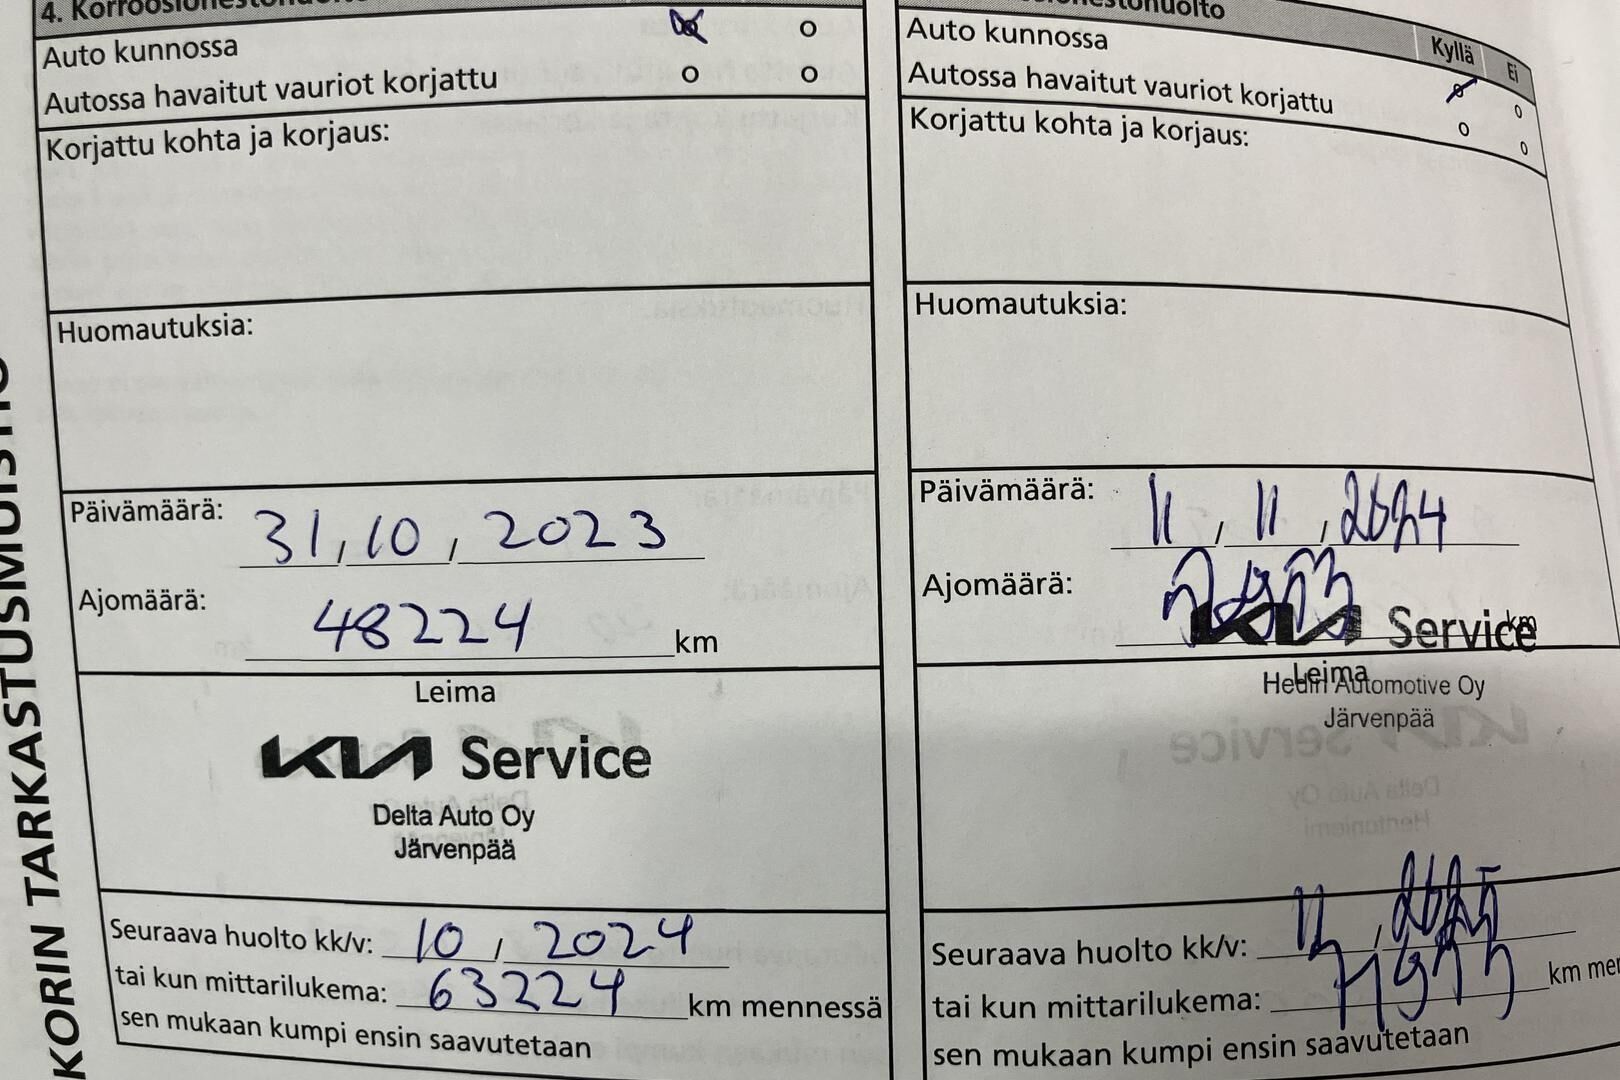 4. Korroosionestohuolto
Auto kunnossa
Autossa havaitut vauriot korjattu
Korjattu kohta ja korjaus:
Huomautuksia:
Päivämäärä: 31, 10, 2023
Ajomäärä: 48224 km
Leima
KIA Service
Delta Auto Oy
Järvenpää
Seuraava huolto kk/v: 10, 2024
tai kun mittarilukema: 63224 km mennessä
sen mukaan kumpi ensin saavutetaan
Kyllä Ei
Auto kunnossa
Autossa havaitut vauriot korjattu
Korjattu kohta ja korjaus:
Huomautuksia:
Päivämäärä: 11, 11, 2024
Ajomäärä: km
KIA Service
Leima
Hedin Automotive Oy
Järvenpää
Seuraava huolto kk/v: 11, 2025
tai kun mittarilukema: km
sen mukaan kumpi ensin saavutetaan
KORIN TARKASTUSMUISTIO